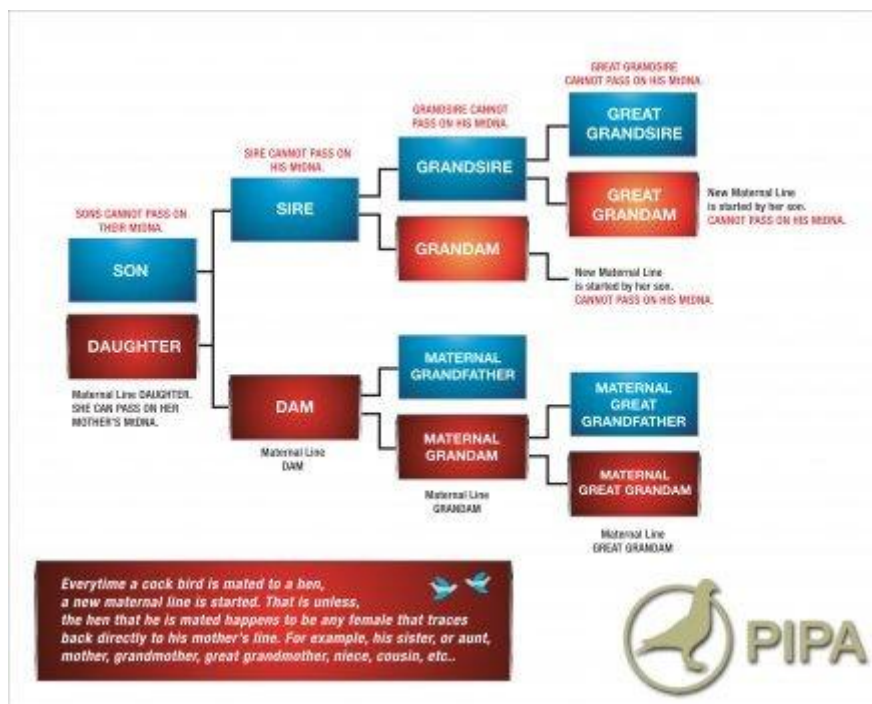 GREAT GRANDSIRE
CANNOT PASS ON HIS MtDNA.
GREAT
GRANDSIRE
GRANDSIRE CANNOT
PASS ON HIS MtDNA.
GRANDSIRE
SIRE CANNOT PASS ON
HIS MtDNA.
SIRE
GREAT
GRANDAM
New Maternal Line
is started by her son.
CANNOT PASS ON HIS MtDNA.
SONS CANNOT PASS ON
THEIR MtDNA.
SON
GRANDAM
New Maternal Line
is started by her son.
CANNOT PASS ON HIS MtDNA.
DAUGHTER
Maternal Line DAUGHTER.
SHE CAN PASS ON HER
MOTHER'S MtDNA.
MATERNAL
GRANDFATHER
DAM
Maternal Line
DAM
MATERNAL
GREAT
GRANDFATHER
MATERNAL
GRANDAM
Maternal Line
GRANDAM
MATERNAL
GREAT GRANDAM
Maternal Line
GREAT GRANDAM
Everytime a cock bird is mated to a hen,
a new maternal line is started. That is unless,
the hen that he is mated happens to be any female that traces
back directly to his mother's line. For example, his sister, or aunt,
mother, grandmother, great grandmother, niece, cousin, etc..
PIPA